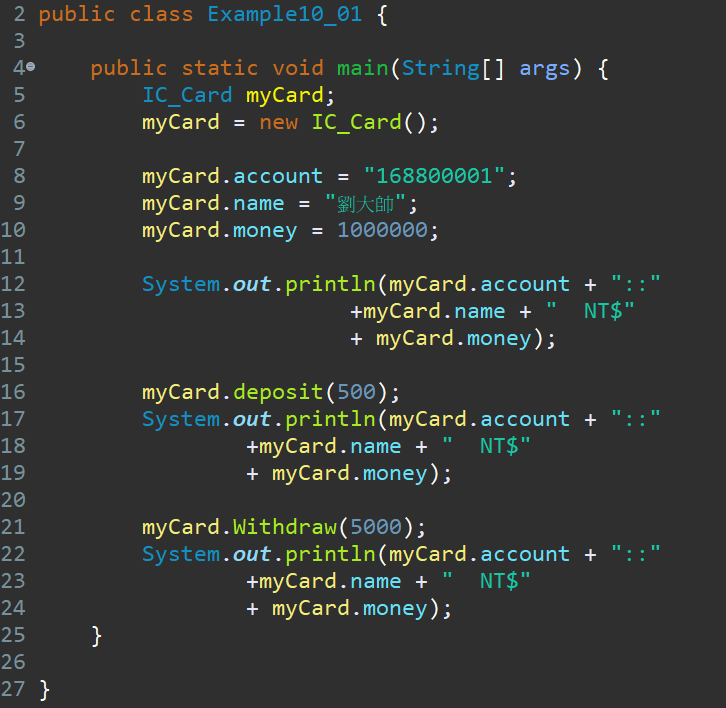 2 public class Example10_01 {
3
4 public static void main(String[] args) {
5 IC_Card myCard;
6 myCard = new IC_Card();
7
8 myCard.account = "168800001";
9 myCard.name = "劉大帥";
10 myCard.money = 1000000;
11
12 System.out.println(myCard.account + "::"
13 +myCard.name + "  NT$"
14 + myCard.money);
15
16 myCard.deposit(500);
17 System.out.println(myCard.account + "::"
18 +myCard.name + "  NT$"
19 + myCard.money);
20
21 myCard.Withdraw(5000);
22 System.out.println(myCard.account + "::"
23 +myCard.name + "  NT$"
24 + myCard.money);
25 }
26
27 }